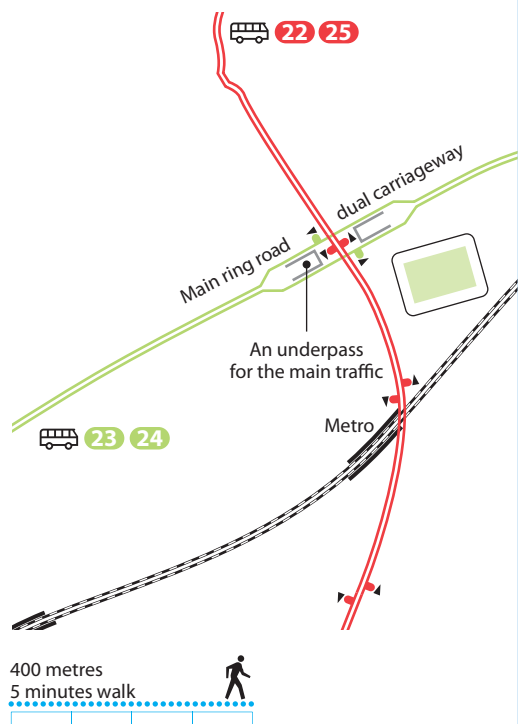 22 25
dual carriageway
Main ring road
An underpass
for the main traffic
Metro
23 24
400 metres
5 minutes walk